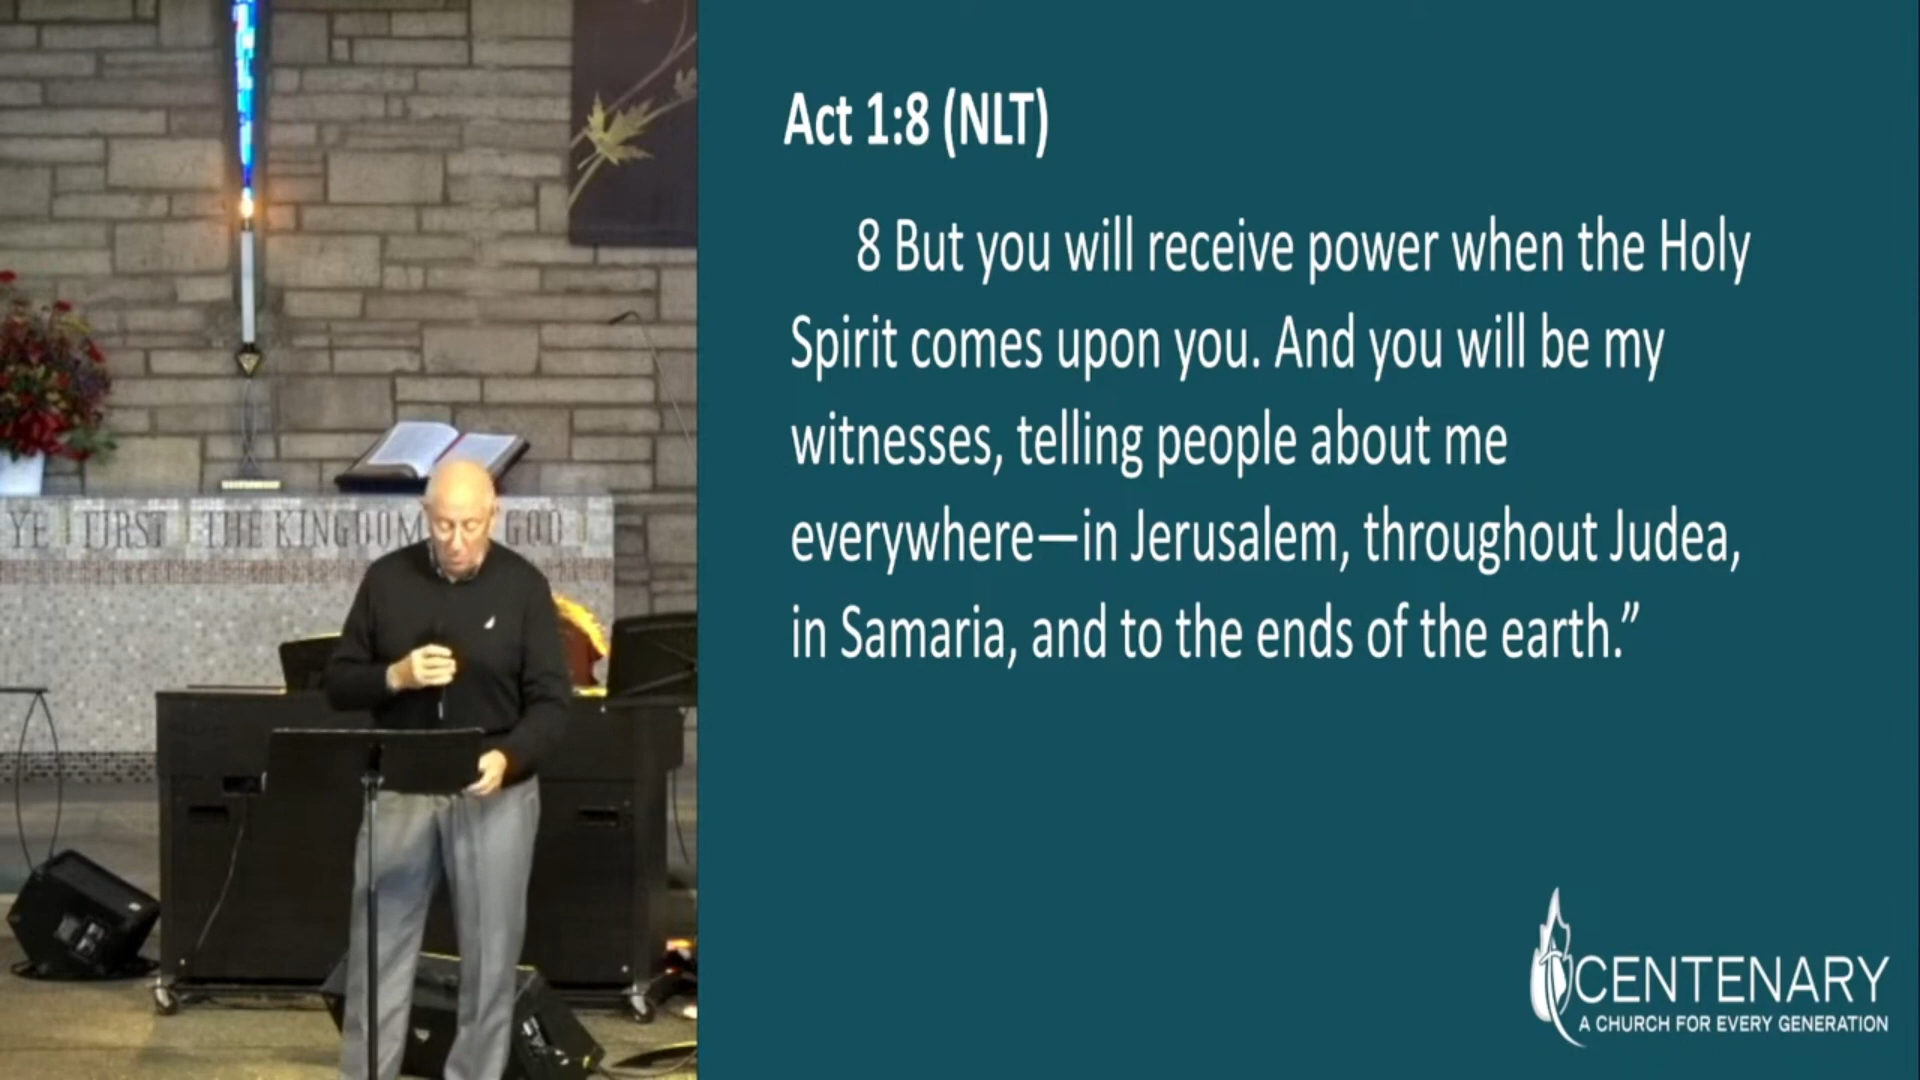 Act 1:8 (NLT)
8 But you will receive power when the Holy
Spirit comes upon you. And you will be my
witnesses, telling people about me
everywhere—in Jerusalem, throughout Judea,
in Samaria, and to the ends of the earth.”
YE FIRST THE KINGDOM GOD
CENTENARY
A CHURCH FOR EVERY GENERATION